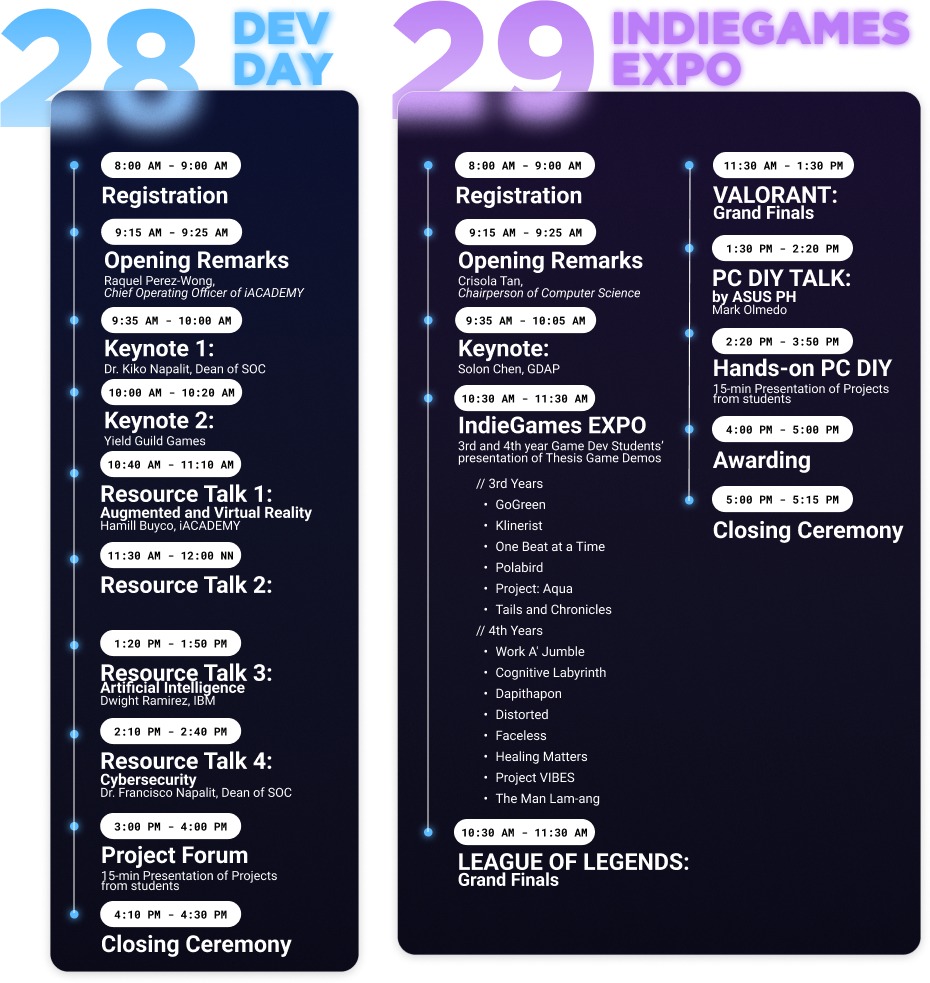 28 DEV
DAY
8:00 AM - 9:00 AM
Registration
9:15 AM - 9:25 AM
Opening Remarks
Raquel Perez-Wong,
Chief Operating Officer of iACADEMY
9:35 AM - 10:00 AM
Keynote 1:
Dr. Kiko Napalit, Dean of SOC
10:00 AM - 10:20 AM
Keynote 2:
Yield Guild Games
10:40 AM - 11:10 AM
Resource Talk 1:
Augmented and Virtual Reality
Hamill Buyco, iACADEMY
11:30 AM - 12:00 NN
Resource Talk 2:
1:20 PM - 1:50 PM
Resource Talk 3:
Artificial Intelligence
Dwight Ramirez, IBM
2:10 PM - 2:40 PM
Resource Talk 4:
Cybersecurity
Dr. Francisco Napalit, Dean of SOC
3:00 PM - 4:00 PM
Project Forum
15-min Presentation of Projects
from students
4:10 PM - 4:30 PM
Closing Ceremony
29 INDIEGAMES
EXPO
8:00 AM - 9:00 AM
Registration
9:15 AM - 9:25 AM
Opening Remarks
Crisola Tan,
Chairperson of Computer Science
9:35 AM - 10:05 AM
Keynote:
Solon Chen, GDAP
10:30 AM - 11:30 AM
IndieGames EXPO
3rd and 4th year Game Dev Students'
presentation of Thesis Game Demos
// 3rd Years
• GoGreen
• Klinerist
• One Beat at a Time
• Polabird
• Project: Aqua
• Tails and Chronicles
// 4th Years
• Work A' Jumble
• Cognitive Labyrinth
• Dapithapon
• Distorted
• Faceless
• Healing Matters
• Project VIBES
• The Man Lam-ang
10:30 AM - 11:30 AM
LEAGUE OF LEGENDS:
Grand Finals
11:30 AM - 1:30 PM
VALORANT:
Grand Finals
1:30 PM - 2:20 PM
PC DIY TALK:
by ASUS PH
Mark Olmedo
2:20 PM - 3:50 PM
Hands-on PC DIY
15-min Presentation of Projects
from students
4:00 PM - 5:00 PM
Awarding
5:00 PM - 5:15 PM
Closing Ceremony